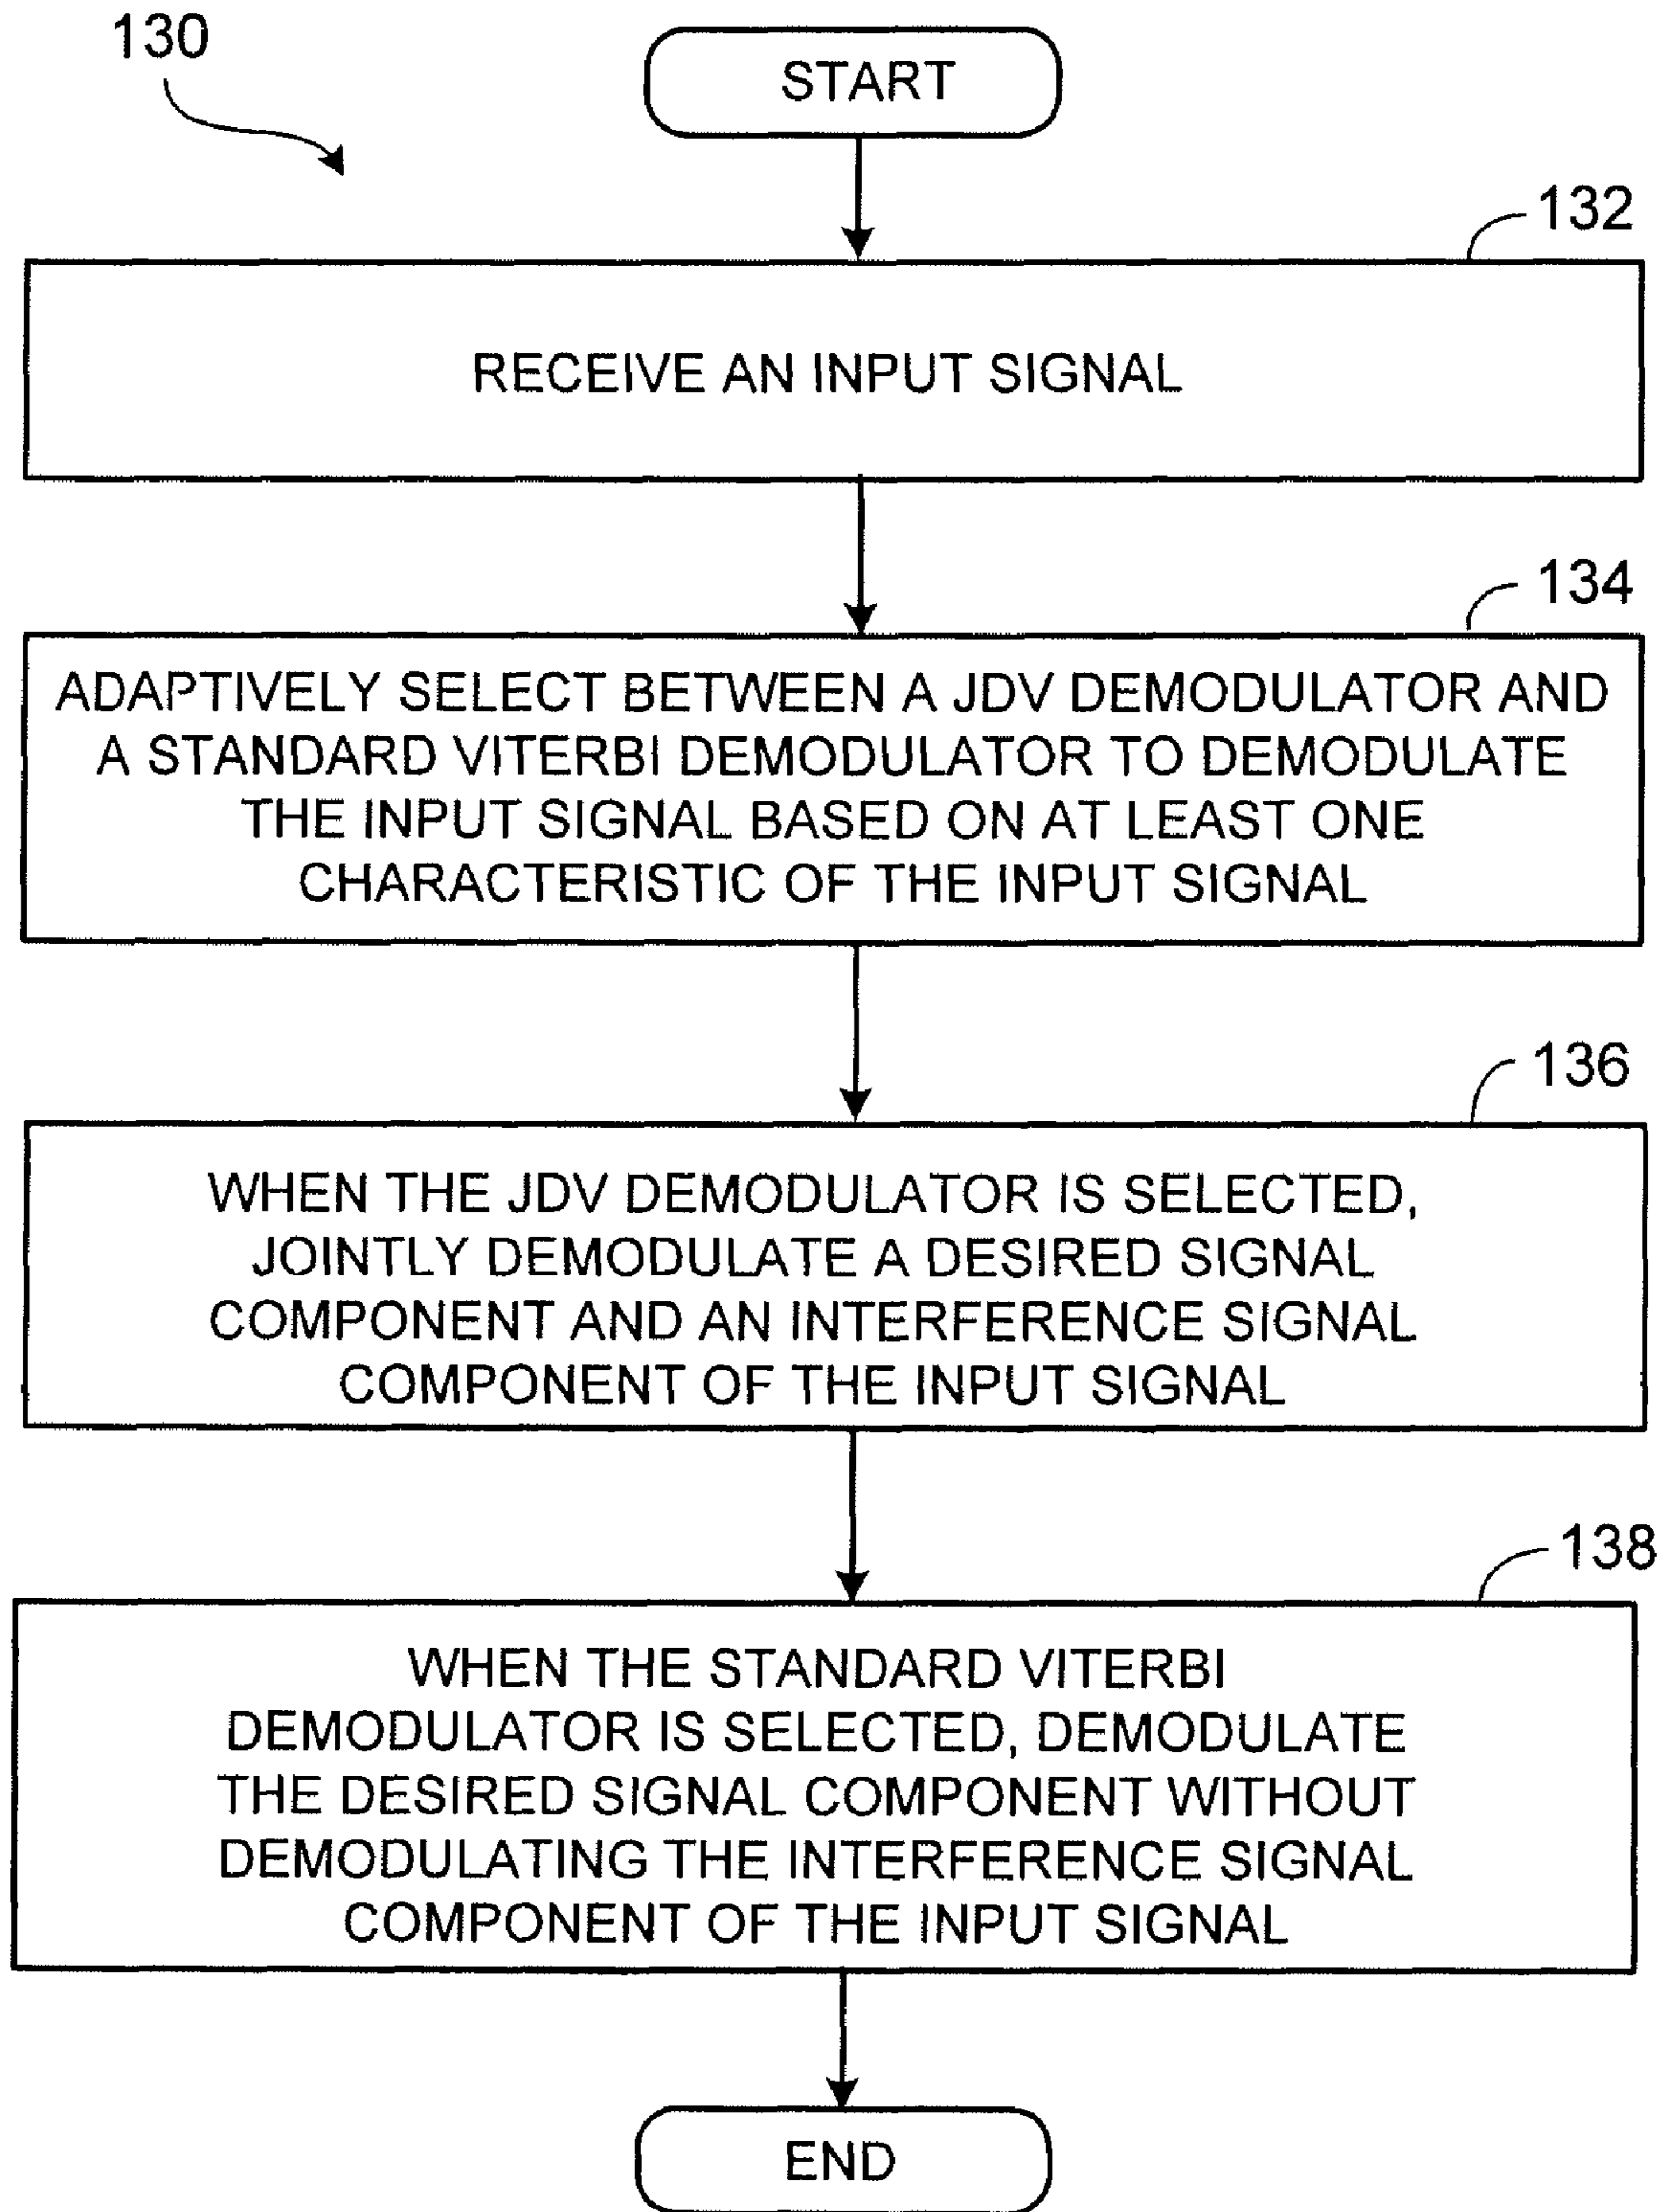 130
START
132
RECEIVE AN INPUT SIGNAL
134
ADAPTIVELY SELECT BETWEEN A JDV DEMODULATOR AND
A STANDARD VITERBI DEMODULATOR TO DEMODULATE
THE INPUT SIGNAL BASED ON AT LEAST ONE
CHARACTERISTIC OF THE INPUT SIGNAL
136
WHEN THE JDV DEMODULATOR IS SELECTED,
JOINTLY DEMODULATE A DESIRED SIGNAL
COMPONENT AND AN INTERFERENCE SIGNAL
COMPONENT OF THE INPUT SIGNAL
138
WHEN THE STANDARD VITERBI
DEMODULATOR IS SELECTED, DEMODULATE
THE DESIRED SIGNAL COMPONENT WITHOUT
DEMODULATING THE INTERFERENCE SIGNAL
COMPONENT OF THE INPUT SIGNAL
END